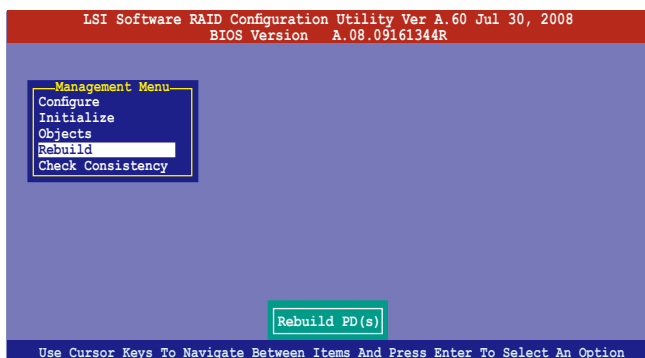 LSI Software RAID Configuration Utility Ver A.60 Jul 30, 2008
BIOS Version A.08.09161344R
Management Menu
Configure
Initialize
Objects
Rebuild
Check Consistency
Rebuild PD(s)
Use Cursor Keys To Navigate Between Items And Press Enter To Select An Option